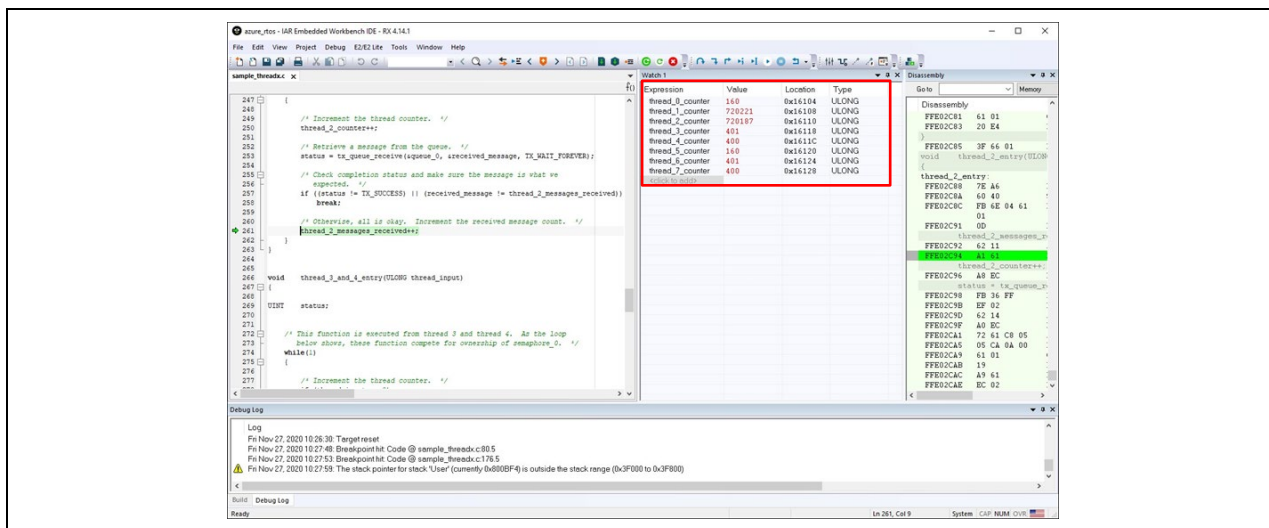 azure_rtos - IAR Embedded Workbench IDE - RX 4.14.1
File Edit View Project Debug E2/E2 Lite Tools Window Help
sample_threadx.c x
f()
247 {
248
249 /* Increment the thread counter. */
250 thread_2_counter++;
251
252 /* Retrieve a message from the queue. */
253 status = tx_queue_receive(&queue_0, &received_message, TX_WAIT_FOREVER);
254
255 /* Check completion status and make sure the message is what we
256 expected. */
257 if ((status != TX_SUCCESS) || (received_message != thread_2_messages_received))
258 break;
259
260 /* Otherwise, all is okay. Increment the received message count. */
261 thread_2_messages_received++;
262 }
263 }
264
265
266 void thread_3_and_4_entry(ULONG thread_input)
267 {
268
269 UINT status;
270
271
272 /* This function is executed from thread 3 and thread 4. As the loop
273 below shows, these function compete for ownership of semaphore_0. */
274 while(1)
275 {
276
277 /* Increment the thread counter. */
Watch 1
Expression Value Location Type
thread_0_counter 160 0x16104 ULONG
thread_1_counter 720221 0x16108 ULONG
thread_2_counter 720187 0x16110 ULONG
thread_3_counter 401 0x16118 ULONG
thread_4_counter 400 0x1611C ULONG
thread_5_counter 160 0x16120 ULONG
thread_6_counter 401 0x16124 ULONG
thread_7_counter 400 0x16128 ULONG
<click to add>
Disassembly
Go to Memory
Disassembly
FFE02C81 61 01
FFE02C83 20 E4
}
FFE02C85 3F 66 01
void thread_2_entry(ULON
{
thread_2_entry:
FFE02C88 7E A6
FFE02C8A 60 40
FFE02C8C FB 6E 04 61
01
FFE02C91 0D
thread_2_messages_r
FFE02C92 62 11
FFE02C94 A1 61
thread_2_counter++;
FFE02C96 A8 EC
status = tx_queue_r
FFE02C98 FB 36 FF
FFE02C9B EF 02
FFE02C9D 62 14
FFE02C9F A0 EC
FFE02CA1 72 61 C8 05
FFE02CA5 05 CA 0A 00
FFE02CA9 61 01
FFE02CAB 19
FFE02CAC A9 61
FFE02CAE EC 02
Debug Log
Log
Fri Nov 27, 2020 10:26:30: Target reset
Fri Nov 27, 2020 10:27:48: Breakpoint hit: Code @ sample_threadx.c:80.5
Fri Nov 27, 2020 10:27:53: Breakpoint hit: Code @ sample_threadx.c:176.5
Fri Nov 27, 2020 10:27:59: The stack pointer for stack 'User' (currently 0x800BF4) is outside the stack range (0x3F000 to 0x3F800)
Build Debug Log
Ready Ln 261, Col 9 System CAP NUM OVR